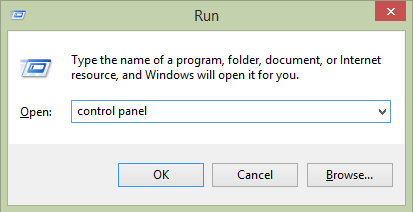 Run
Type the name of a program, folder, document, or Internet
resource, and Windows will open it for you.
Open: control panel
OK Cancel Browse...